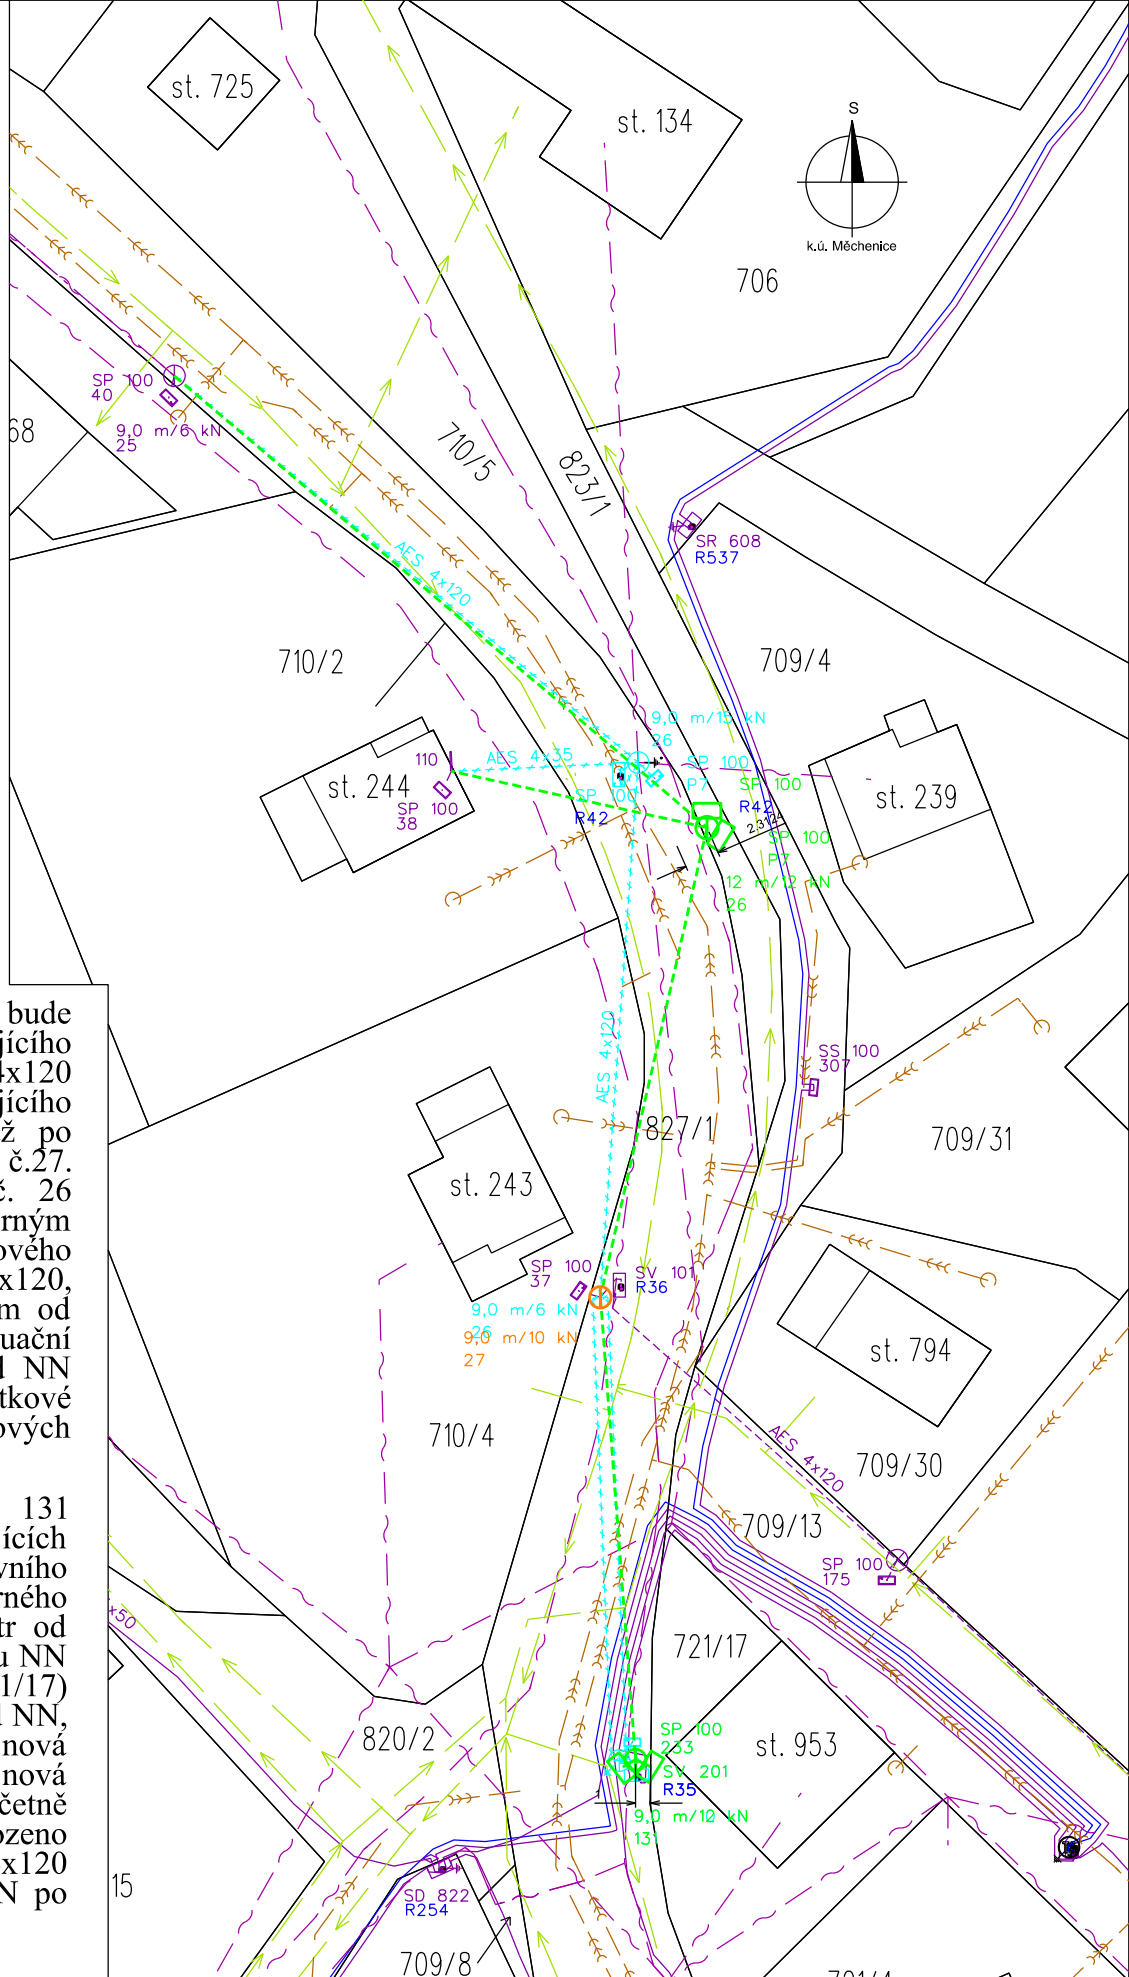 st. 725
st. 134
S
k.ú. Měchenice
706
SP 100
40
9,0 m/6 kN
25
68
710/5
823/1
SR 608
R537
AES 4x120
710/2
709/4
9,0 m/15 kN
26
110
AES 4x35
SP 100
P7
SP 100
st. 244
SP 100
38
SP 100
R42
R42
2.3124
st. 239
SP 100
P7
12 m/12 kN
26
bude
jícího
4x120
jícího
ž po
č.27.
č. 26
rným
ového
x120,
m od
uační
d NN
tkové
ových
AES 4x120
SS 100
307
827/1
709/31
st. 243
SP 100
37
SV 101
R36
9,0 m/6 kN
26
9,0 m/10 kN
27
st. 794
710/4
AES 4x120
709/30
709/13
SP 100
175
131
jících
vního
rného
tr od
u NN
1/17)
d NN,
nová
nová
četně
ozeno
x120
N po
x50
721/17
820/2
SP 100
233
st. 953
SV 201
R35
9,0 m/12 kN
131
15
SD 822
R254
709/8